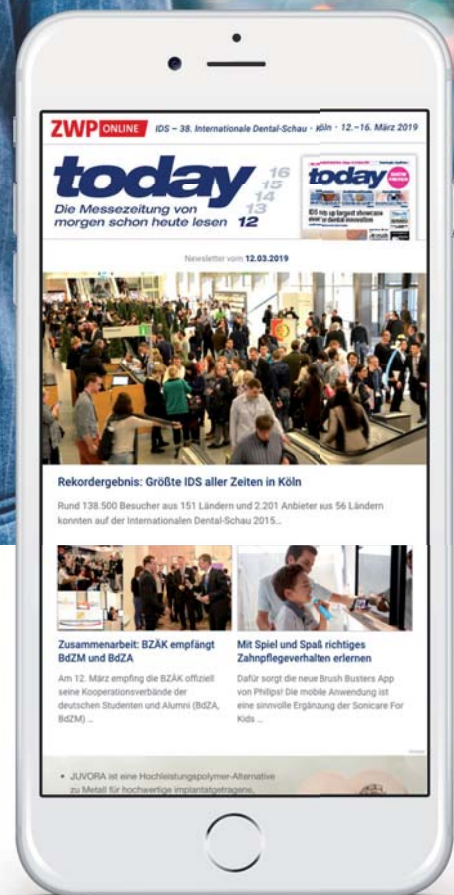 ZWP ONLINE IDS – 38. Internationale Dental-Schau · Köln · 12.–16. März 2019
today
16
15
14
13
Die Messezeitung von
morgen schon heute lesen 12
today
IDS
up largest showcase
dental innovation
Newsletter vom 12.03.2019
Rekordergebnis: Größte IDS aller Zeiten in Köln
Rund 138.500 Besucher aus 151 Ländern und 2.201 Anbieter aus 56 Ländern
konnten auf der Internationalen Dental-Schau 2015...
Zusammenarbeit: BZÄK empfängt
BdZM und BdZA
Am 12. März empfing die BZÄK offiziell
seine Kooperationsverbände der
deutschen Studenten und Alumni (BdZA,
BdZM) ...
Mit Spiel und Spaß richtiges
Zahnpflegeverhalten erlernen
Dafür sorgt die neue Brush Busters App
von Philips! Die mobile Anwendung ist
eine sinnvolle Ergänzung der Sonicare For
Kids ...
• JUVORA ist eine Hochleistungspolymer-Alternative
zu Metall für hochwertige implantatgetragene,